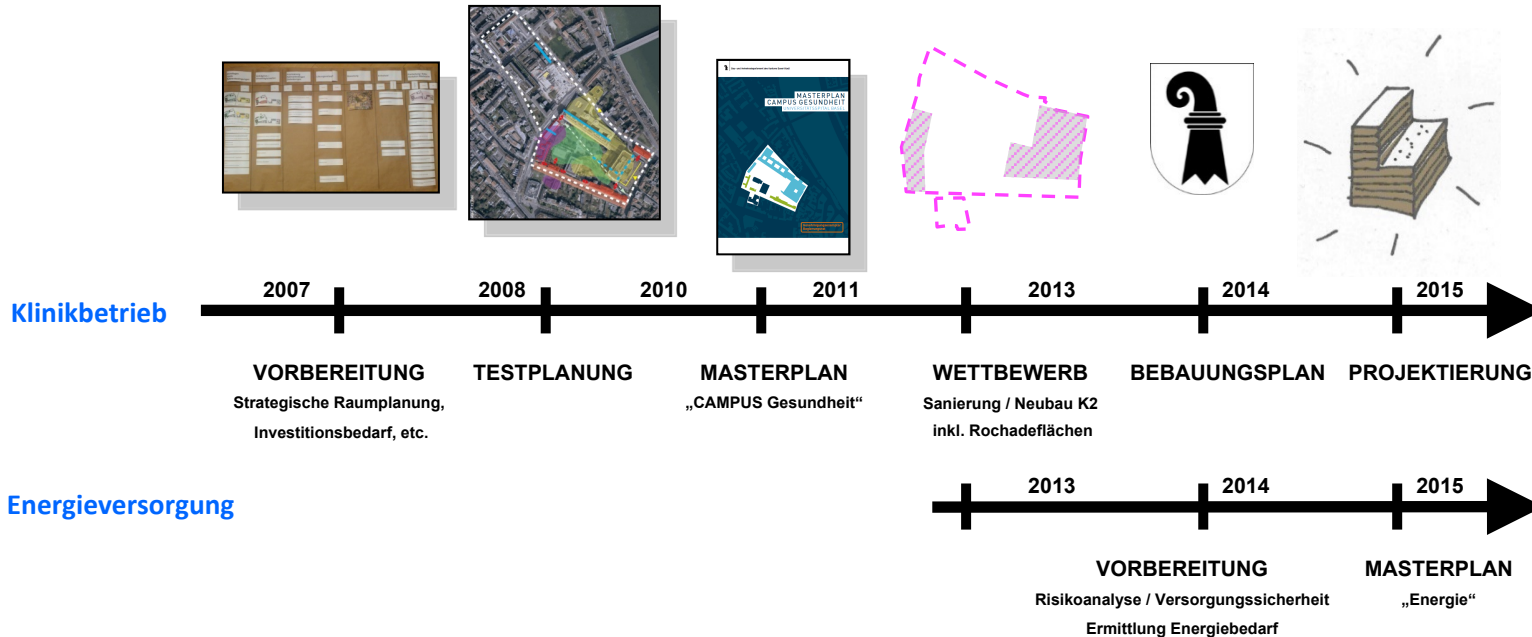 MASTERPLAN
CAMPUS GESUNDHEIT
UNIVERSITÄTSSPITAL BASEL
2007 2008 2010 2011 2013 2014 2015
Klinikbetrieb
VORBEREITUNG TESTPLANUNG MASTERPLAN WETTBEWERB BEBAUUNGSPLAN PROJEKTIERUNG
Strategische Raumplanung, „CAMPUS Gesundheit“ Sanierung / Neubau K2
Investitionsbedarf, etc. inkl. Rochadeflächen
2013 2014 2015
Energieversorgung
VORBEREITUNG MASTERPLAN
Risikoanalyse / Versorgungssicherheit „Energie“
Ermittlung Energiebedarf